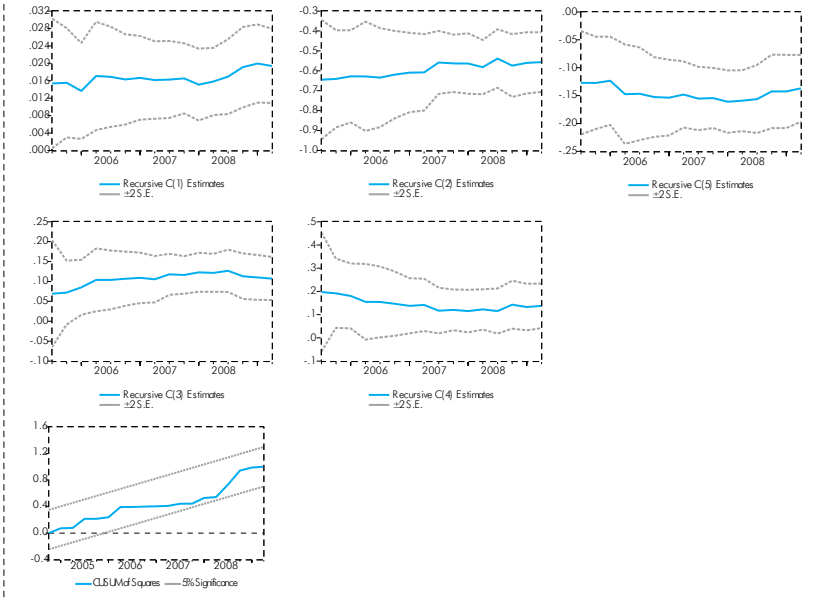 .032
.028
.024
.020
.016
.012
.008
.004
.000
2006 2007 2008
Recursive C(1) Estimates
±2 S.E.
-0.3
-0.4
-0.5
-0.6
-0.7
-0.8
-0.9
-1.0
2006 2007 2008
Recursive C(2) Estimates
±2 S.E.
.00
-.05
-.10
-.15
-.20
-.25
2006 2007 2008
Recursive C(5) Estimates
±2 S.E.
.25
.20
.15
.10
.05
.00
-.05
-.10
2006 2007 2008
Recursive C(3) Estimates
±2 S.E.
.5
.4
.3
.2
.1
.0
-.1
2006 2007 2008
Recursive C(4) Estimates
±2 S.E.
1.6
1.2
0.8
0.4
0.0
-0.4
2005 2006 2007 2008
CUSUM of Squares 5% Significance